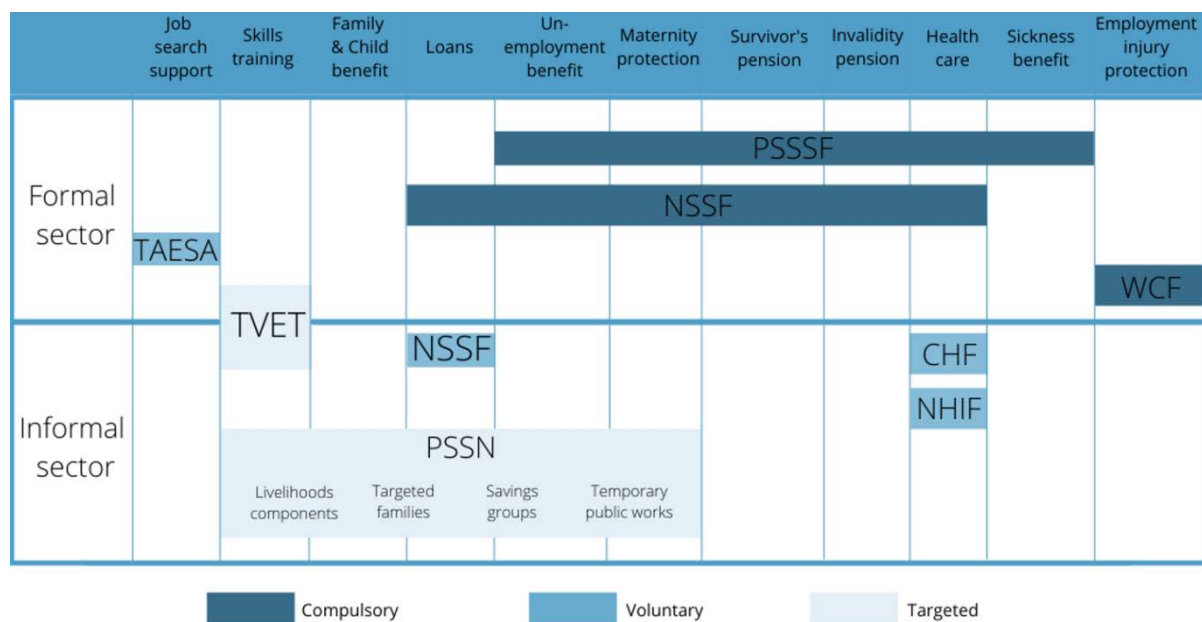 Job
search
support
Skills
training
Family
& Child
benefit
Loans
Un-
employment
benefit
Maternity
protection
Survivor's
pension
Invalidity
pension
Health
care
Sickness
benefit
Employment
injury
protection
Formal
sector
PSSSF
NSSF
TAESA
WCF
TVET
Informal
sector
NSSF
CHF
NHIF
PSSN
Livelihoods
components
Targeted
families
Savings
groups
Temporary
public works
Compulsory
Voluntary
Targeted